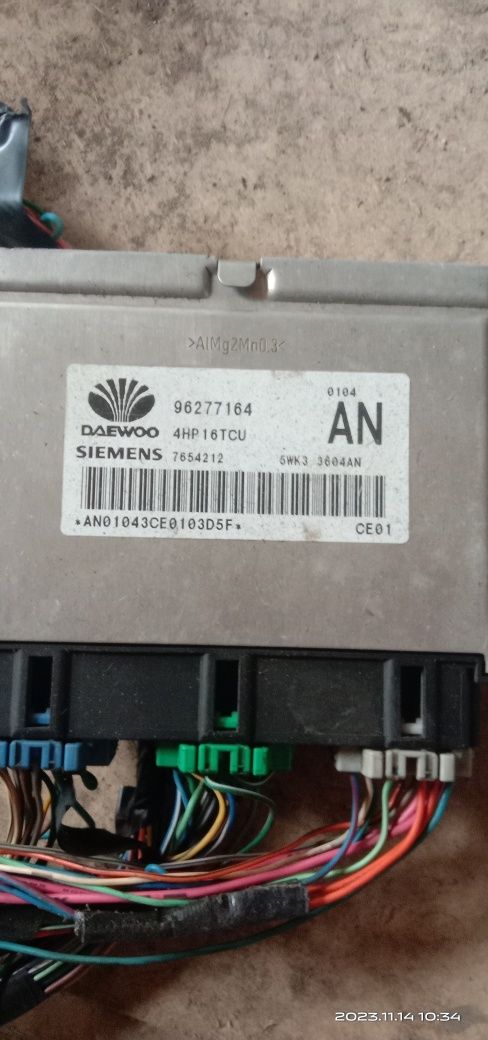 >AlMg2Mn0.3<
0104
96277164
AN
DAEWOO
4HP16TCU
SIEMENS 7654212 5WK3 3604AN
*AN01043CE0103D5F*
CE01
2023.11.14 10:34